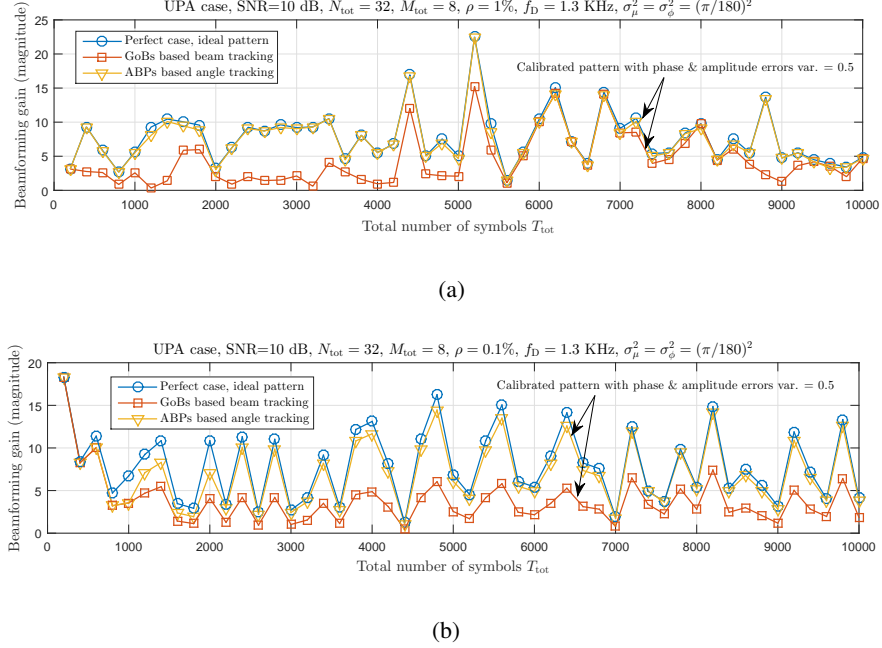 UPA case, SNR=10 dB, N_tot = 32, M_tot = 8, ρ = 1%, f_D = 1.3 KHz, σ_μ^2 = σ_ϕ^2 = (π/180)^2
Beamforming gain (magnitude)
25
20
15
10
5
0
Perfect case, ideal pattern
GoBs based beam tracking
ABPs based angle tracking
Calibrated pattern with phase & amplitude errors var. = 0.5
0 1000 2000 3000 4000 5000 6000 7000 8000 9000 10000
Total number of symbols T_tot
(a)
UPA case, SNR=10 dB, N_tot = 32, M_tot = 8, ρ = 0.1%, f_D = 1.3 KHz, σ_μ^2 = σ_ϕ^2 = (π/180)^2
Beamforming gain (magnitude)
20
15
10
5
0
Perfect case, ideal pattern
GoBs based beam tracking
ABPs based angle tracking
Calibrated pattern with phase & amplitude errors var. = 0.5
0 1000 2000 3000 4000 5000 6000 7000 8000 9000 10000
Total number of symbols T_tot
(b)